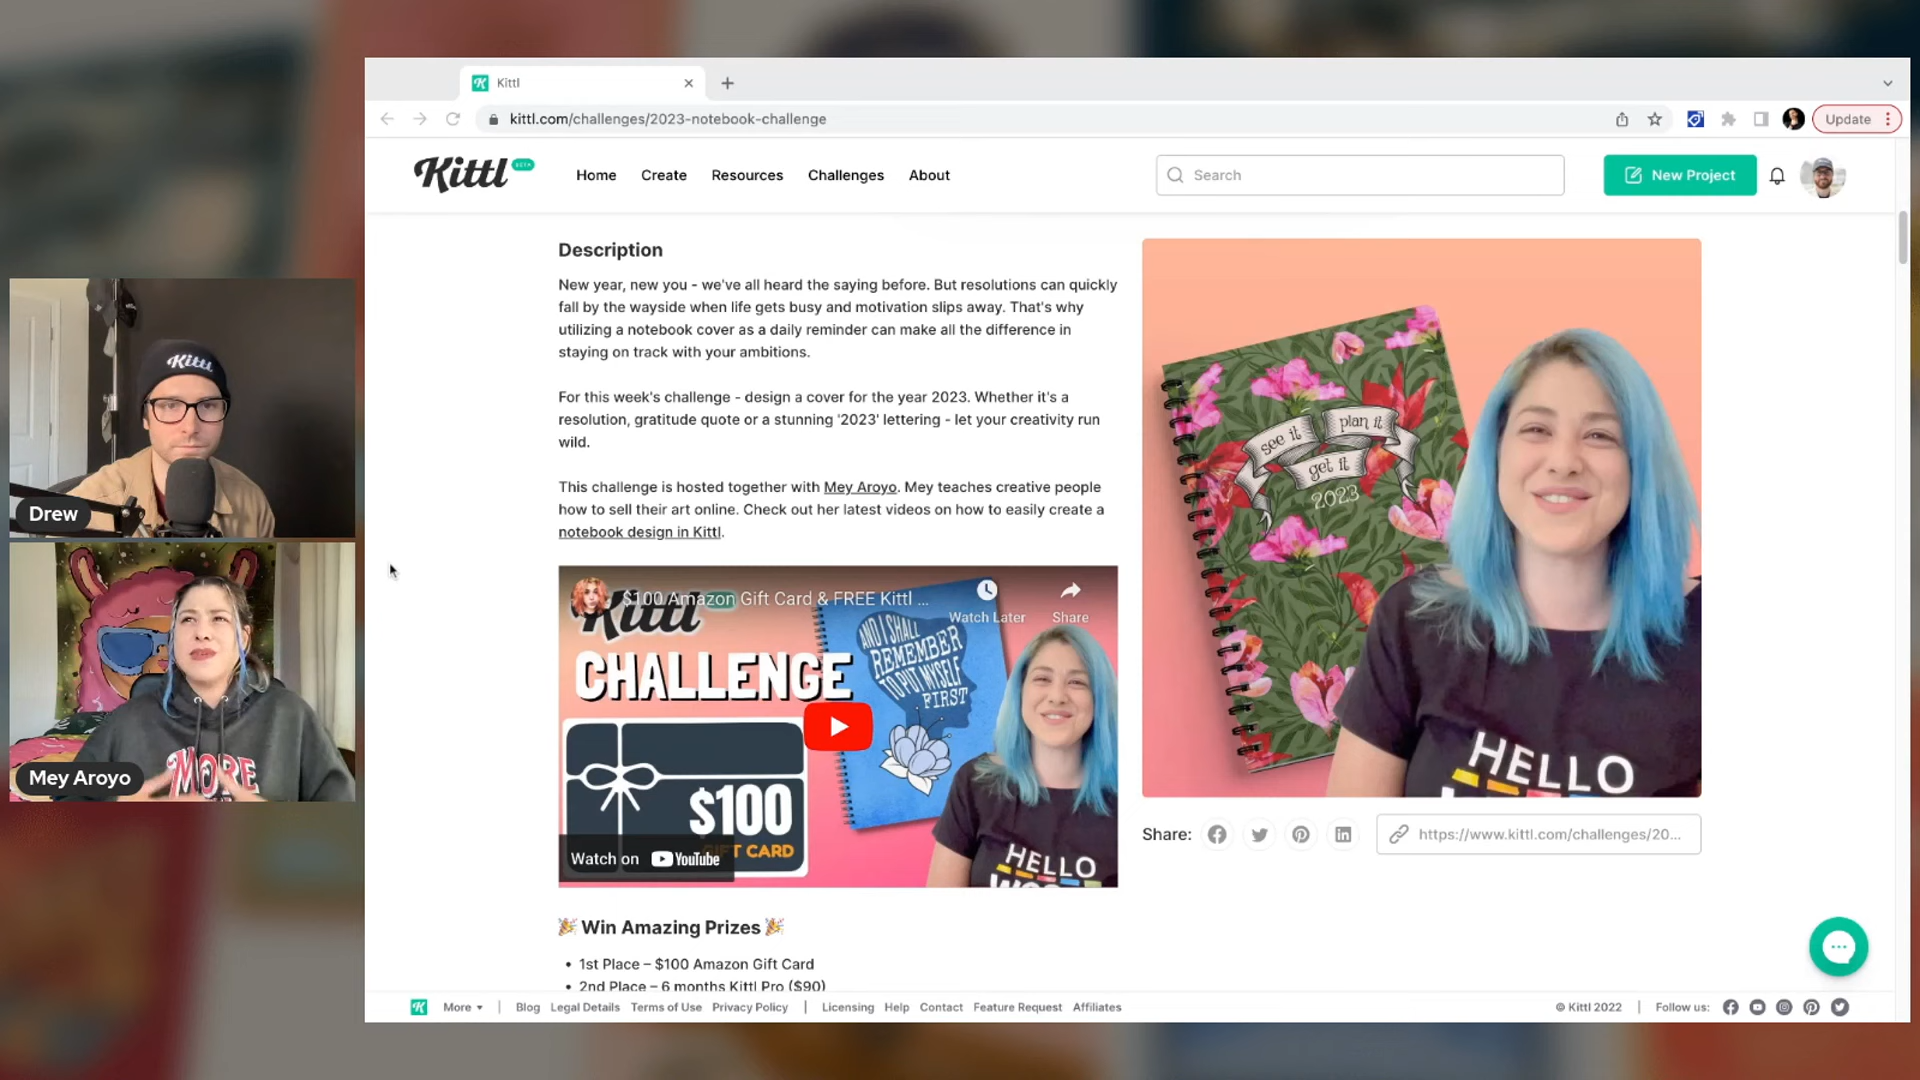 Kittl
kittl.com/challenges/2023-notebook-challenge
Update
Kittl BETA
Home Create Resources Challenges About
Search
New Project
Description
New year, new you - we've all heard the saying before. But resolutions can quickly
fall by the wayside when life gets busy and motivation slips away. That's why
utilizing a notebook cover as a daily reminder can make all the difference in
staying on track with your ambitions.
For this week's challenge - design a cover for the year 2023. Whether it's a
resolution, gratitude quote or a stunning '2023' lettering - let your creativity run
wild.
This challenge is hosted together with Mey Aroyo. Mey teaches creative people
how to sell their art online. Check out her latest videos on how to easily create a
notebook design in Kittl.
$100 Amazon Gift Card & FREE Kittl ...
Watch Later
Share
Kittl
CHALLENGE
AND I SHALL
REMEMBER
TO PUT MYSELF
FIRST
$100
GIFT CARD
Watch on YouTube
HELLO
see it
plan it
get it
2023
HELLO
Share:
https://www.kittl.com/challenges/20...
🎉 Win Amazing Prizes 🎉
• 1st Place – $100 Amazon Gift Card
• 2nd Place – 6 months Kittl Pro ($90)
More
Blog Legal Details Terms of Use Privacy Policy
Licensing Help Contact Feature Request Affiliates
© Kittl 2022
Follow us:
Kittl
Drew
MORE
Mey Aroyo